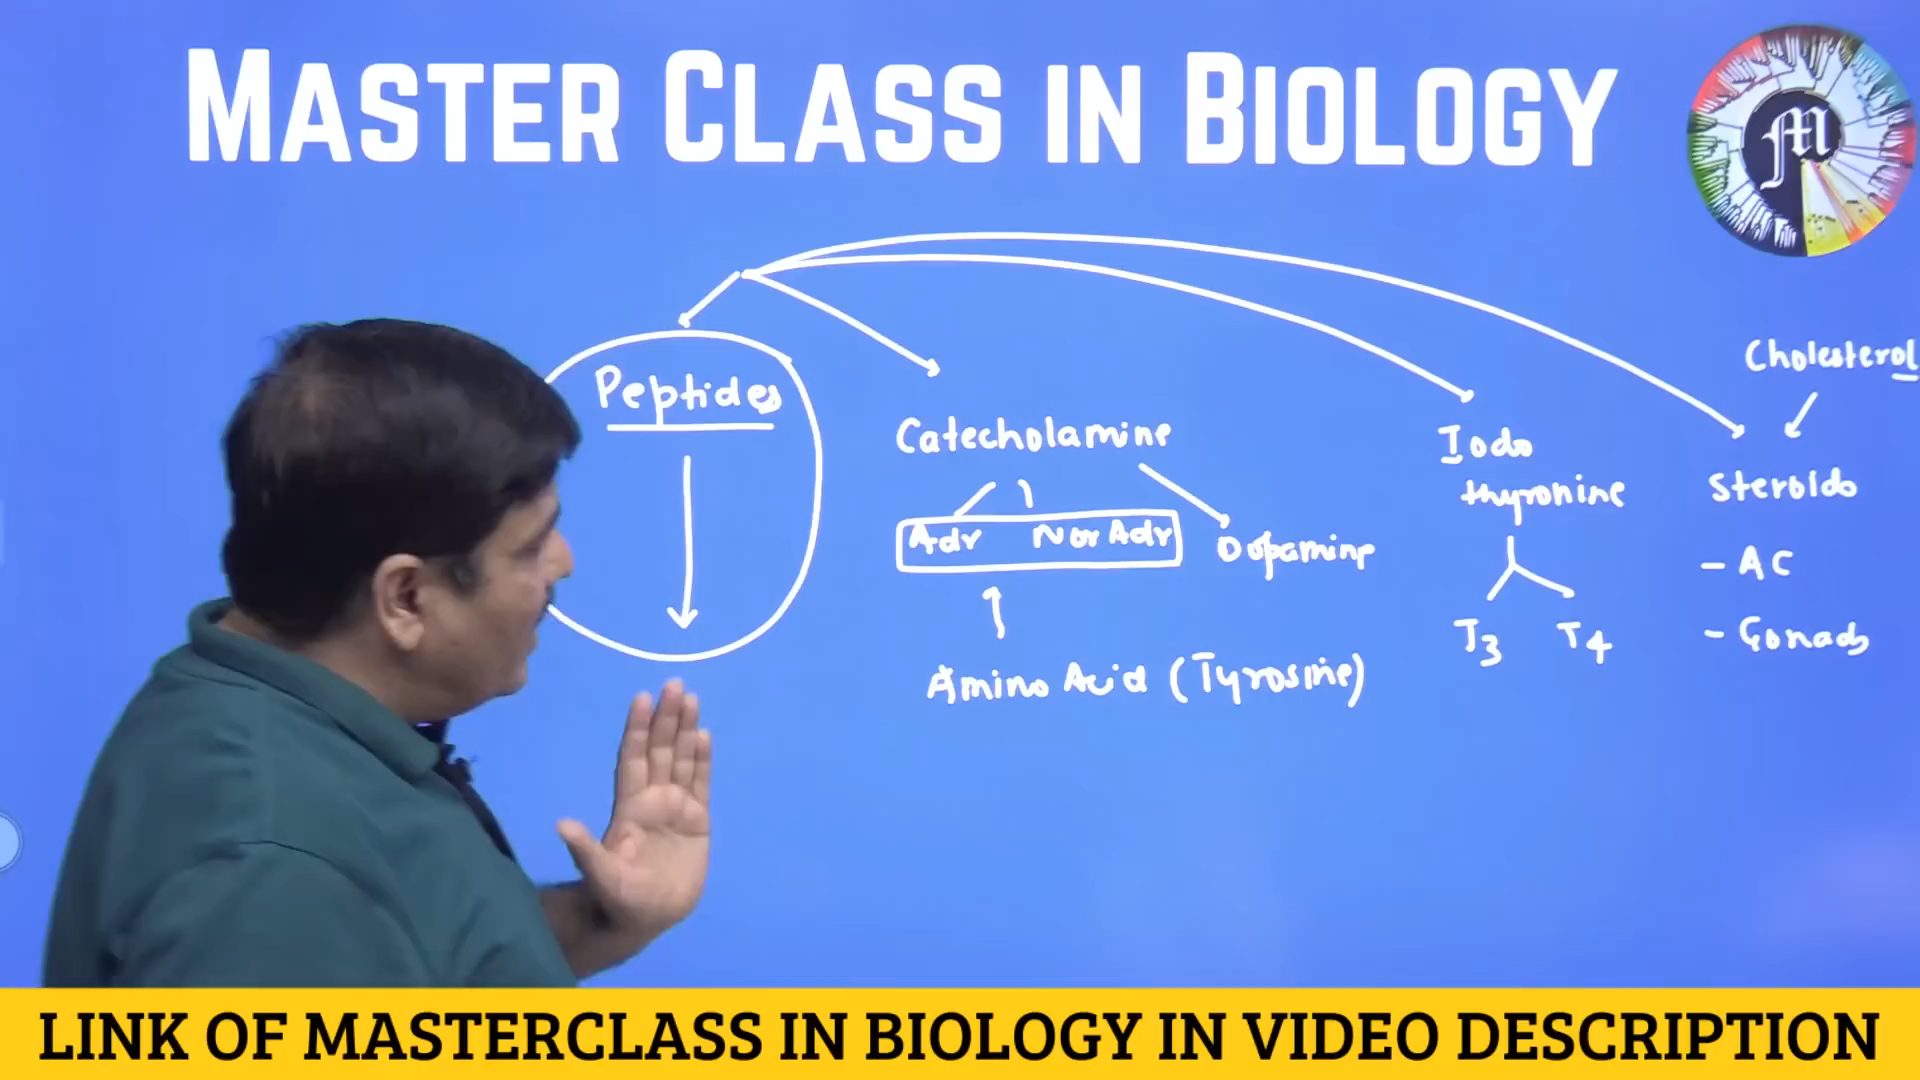 MASTER CLASS IN BIOLOGY
M
Peptides
Catecholamine
Adr Nor Adr
Dopamine
Amino Acid (Tyrosine)
Iodo
thyronine
T3 T4
Cholesterol
Steroids
- AC
- Gonads
LINK OF MASTERCLASS IN BIOLOGY IN VIDEO DESCRIPTION